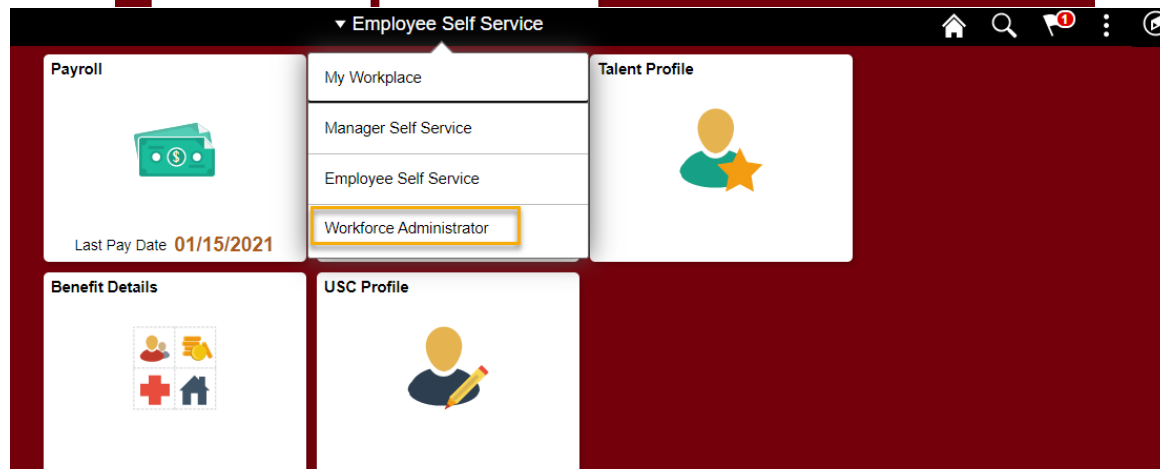 ▼ Employee Self Service
1
Payroll
My Workplace
Talent Profile
Manager Self Service
Employee Self Service
Workforce Administrator
Last Pay Date 01/15/2021
Benefit Details
USC Profile